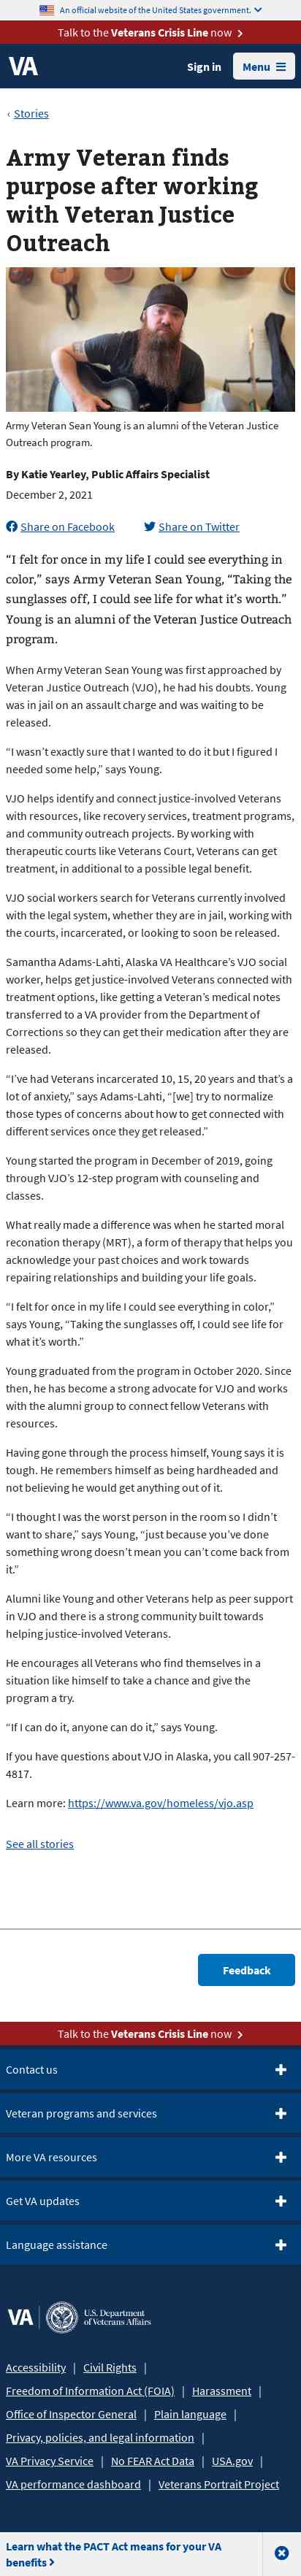 An official website of the United States government.
Talk to the Veterans Crisis Line now
VA
Sign in
Menu
‹ Stories
Army Veteran finds
purpose after working
with Veteran Justice
Outreach
Army Veteran Sean Young is an alumni of the Veteran Justice
Outreach program.
By Katie Yearley, Public Affairs Specialist
December 2, 2021
Share on Facebook
Share on Twitter
“I felt for once in my life I could see everything in
color,” says Army Veteran Sean Young, “Taking the
sunglasses off, I could see life for what it’s worth.”
Young is an alumni of the Veteran Justice Outreach
program.
When Army Veteran Sean Young was first approached by
Veteran Justice Outreach (VJO), he had his doubts. Young
was in jail on an assault charge and was waiting to be
released.
“I wasn’t exactly sure that I wanted to do it but I figured I
needed some help,” says Young.
VJO helps identify and connect justice-involved Veterans
with resources, like recovery services, treatment programs,
and community outreach projects. By working with
therapeutic courts like Veterans Court, Veterans can get
treatment, in additional to a possible legal benefit.
VJO social workers search for Veterans currently involved
with the legal system, whether they are in jail, working with
the courts, incarcerated, or looking to soon be released.
Samantha Adams-Lahti, Alaska VA Healthcare’s VJO social
worker, helps get justice-involved Veterans connected with
treatment options, like getting a Veteran’s medical notes
transferred to a VA provider from the Department of
Corrections so they can get their medication after they are
released.
“I’ve had Veterans incarcerated 10, 15, 20 years and that’s a
lot of anxiety,” says Adams-Lahti, “[we] try to normalize
those types of concerns about how to get connected with
different services once they get released.”
Young started the program in December of 2019, going
through VJO’s 12-step program with counseling and
classes.
What really made a difference was when he started moral
reconation therapy (MRT), a form of therapy that helps you
acknowledge your past choices and work towards
repairing relationships and building your life goals.
“I felt for once in my life I could see everything in color,”
says Young, “Taking the sunglasses off, I could see life for
what it’s worth.”
Young graduated from the program in October 2020. Since
then, he has become a strong advocate for VJO and works
with the alumni group to connect fellow Veterans with
resources.
Having gone through the process himself, Young says it is
tough. He remembers himself as being hardheaded and
not believing he would get anything out of it.
“I thought I was the worst person in the room so I didn’t
want to share,” says Young, “just because you’ve done
something wrong doesn’t mean you can’t come back from
it.”
Alumni like Young and other Veterans help as peer support
in VJO and there is a strong community built towards
helping justice-involved Veterans.
He encourages all Veterans who find themselves in a
situation like himself to take a chance and give the
program a try.
“If I can do it, anyone can do it,” says Young.
If you have questions about VJO in Alaska, you call 907-257-
4817.
Learn more: https://www.va.gov/homeless/vjo.asp
See all stories
Feedback
Talk to the Veterans Crisis Line now
Contact us
Veteran programs and services
More VA resources
Get VA updates
Language assistance
VA
U.S. Department
of Veterans Affairs
Accessibility | Civil Rights |
Freedom of Information Act (FOIA) | Harassment |
Office of Inspector General | Plain language |
Privacy, policies, and legal information |
VA Privacy Service | No FEAR Act Data | USA.gov |
VA performance dashboard | Veterans Portrait Project
Learn what the PACT Act means for your VA
benefits